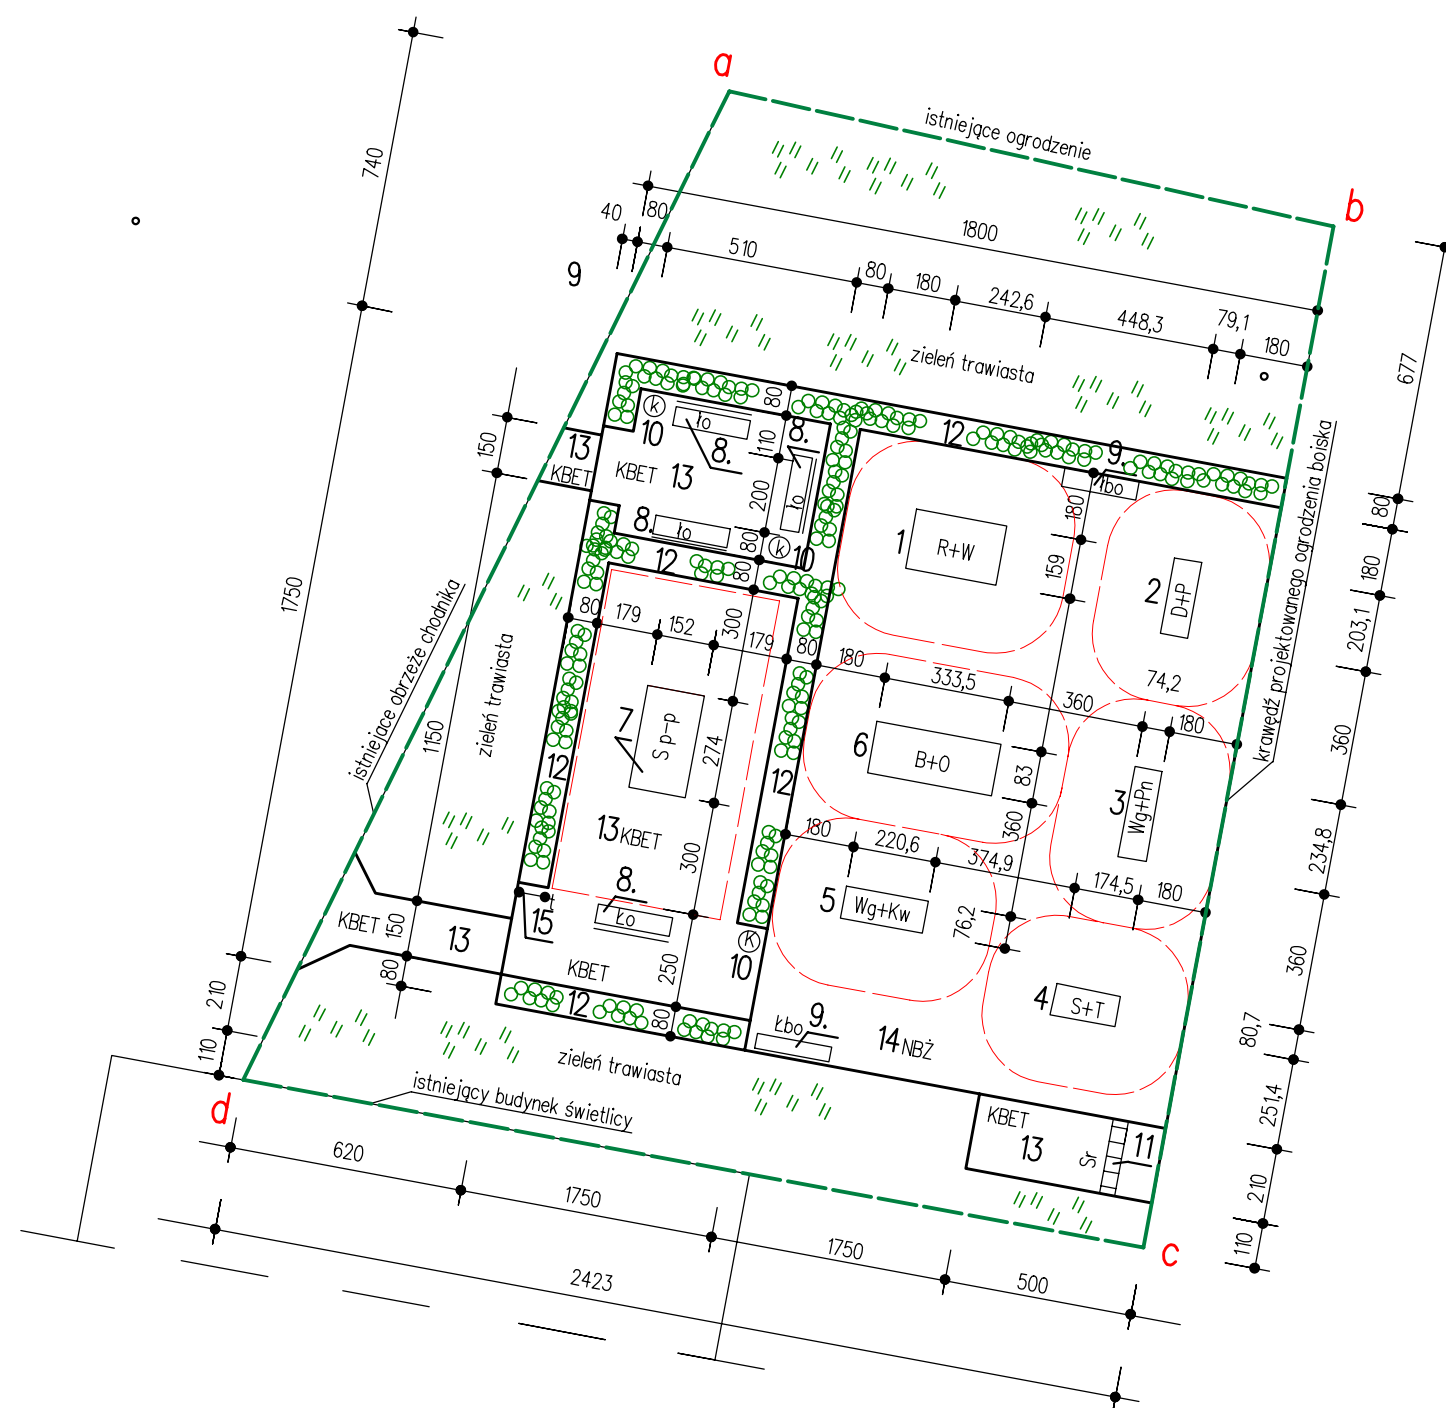 a
740
istniejące ogrodzenie
b
40
80
1800
9
510
80
180
242,6
448,3
79,1
180
677
zieleń trawiasta
80
k
ło
10
8.
110
8.
12
9.
150
13
KBET
KBET
13
200
ło
Łbo
180
80
krawędź projektowanego ogrodzenia boiska
8.
ło
80
k
10
1
R+W
159
2
D+P
180
12
80
1750
istniejące obrzeże chodnika
zieleń trawiasta
80
179
152
300
179
80
180
333,5
74,2
360
180
203,1
1150
7
S p-p
274
6
B+O
83
360
360
12
12
3
Wg+Pn
13
KBET
300
180
220,6
374,9
174,5
180
234,8
8.
Ło
5
Wg+Kw
76,2
KBET
150
13
t
15
K
10
KBET
250
360
4
S+T
80
12
80
Łbo
9.
14
NBŻ
80,7
210
110
zieleń trawiasta
istniejący budynek świetlicy
d
KBET
13
Sr
11
251,4
210
110
c
620
1750
1750
500
2423